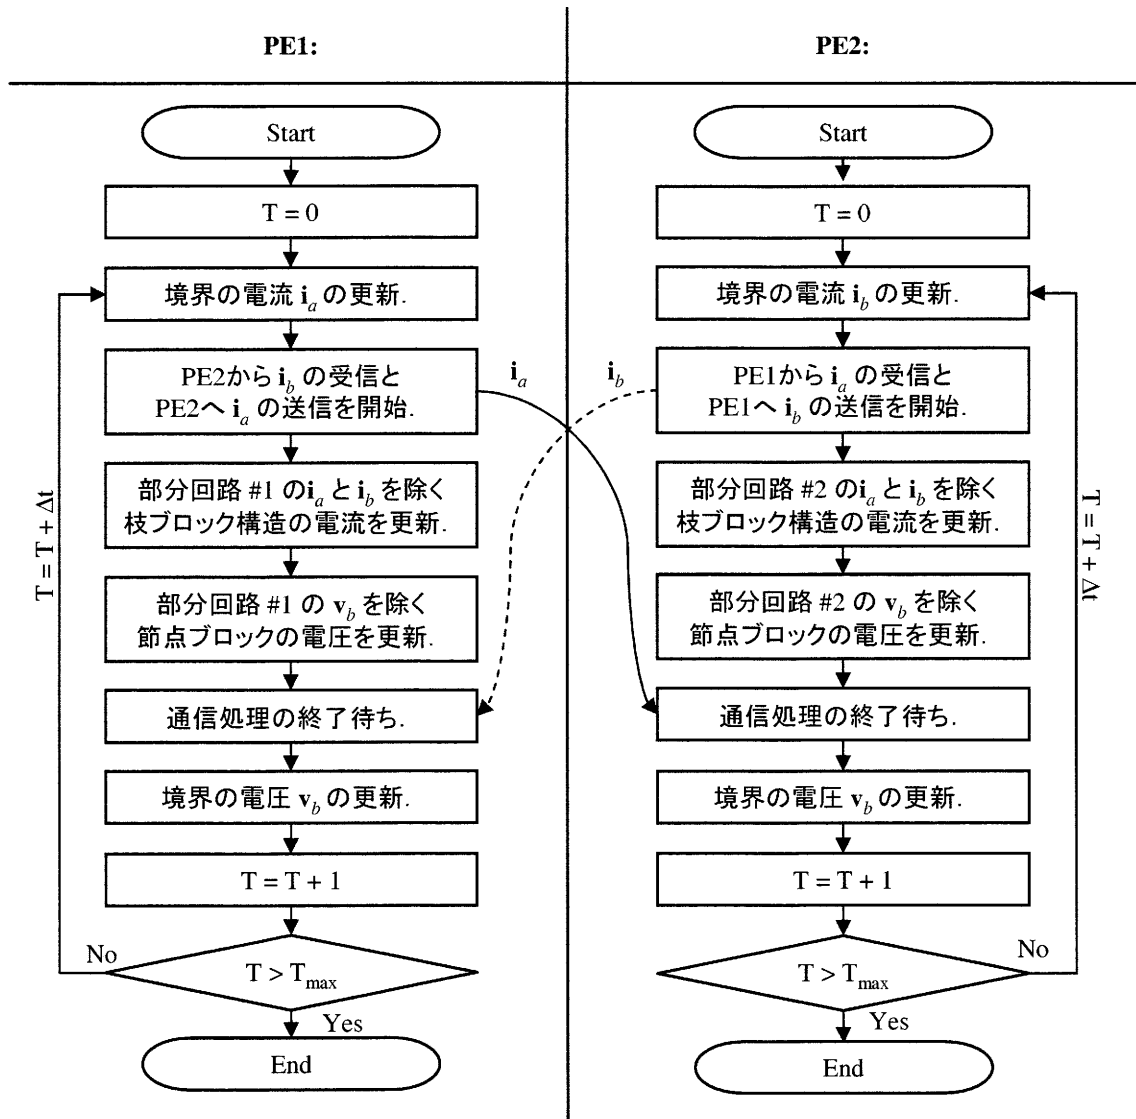 PE1:
Start
T = 0
境界の電流 i_a の更新.
PE2から i_b の受信と
PE2へ i_a の送信を開始.
部分回路 #1 のi_a と i_b を除く
枝ブロック構造の電流を更新.
部分回路 #1 の v_b を除く
節点ブロックの電圧を更新.
通信処理の終了待ち.
境界の電圧 v_b の更新.
T = T + 1
T > T_max
No
Yes
End
T = T + Δt
i_a
i_b
PE2:
Start
T = 0
境界の電流 i_b の更新.
PE1から i_a の受信と
PE1へ i_b の送信を開始.
部分回路 #2 のi_a と i_b を除く
枝ブロック構造の電流を更新.
部分回路 #2 の v_b を除く
節点ブロックの電圧を更新.
通信処理の終了待ち.
境界の電圧 v_b の更新.
T = T + 1
T > T_max
No
Yes
End
T = T + Δt